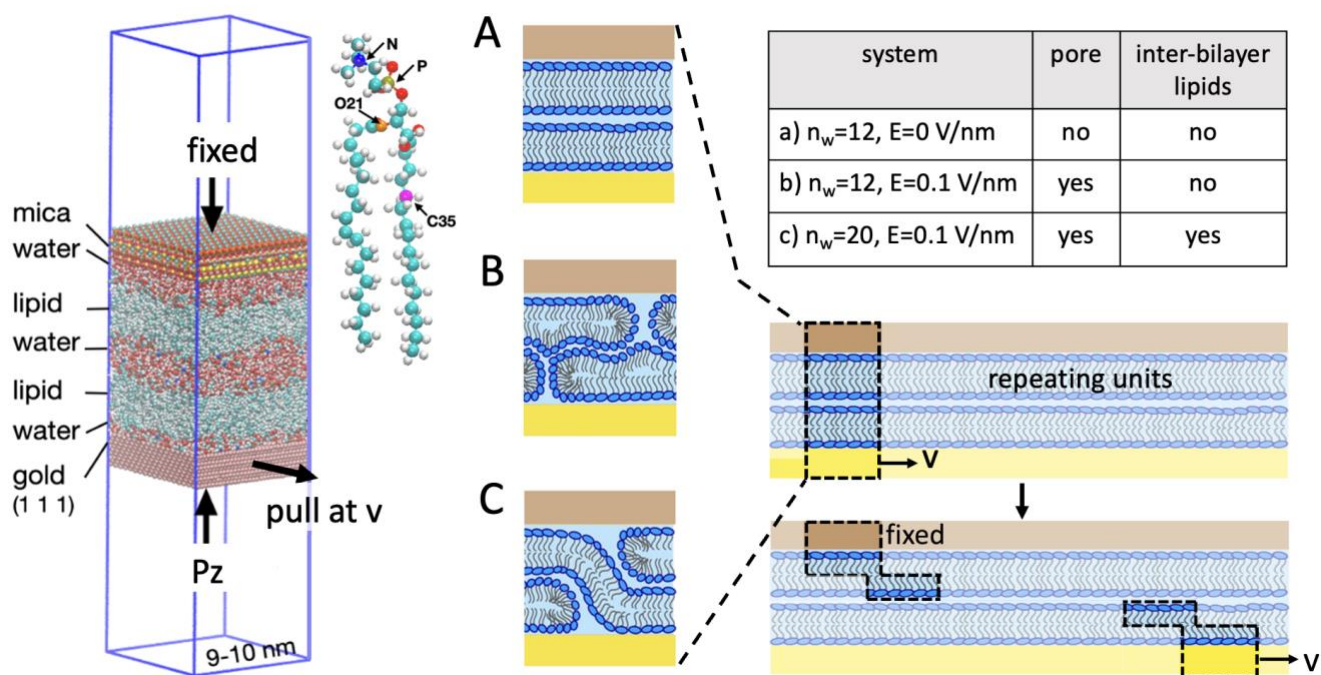 fixed
mica
water
lipid
water
lipid
water
gold
(1 1 1)
pull at v
Pz
9-10 nm
N
P
O21
C35
A
B
C
system pore inter-bilayer
lipids
a) n_w=12, E=0 V/nm no no
b) n_w=12, E=0.1 V/nm yes no
c) n_w=20, E=0.1 V/nm yes yes
repeating units
v
fixed
v